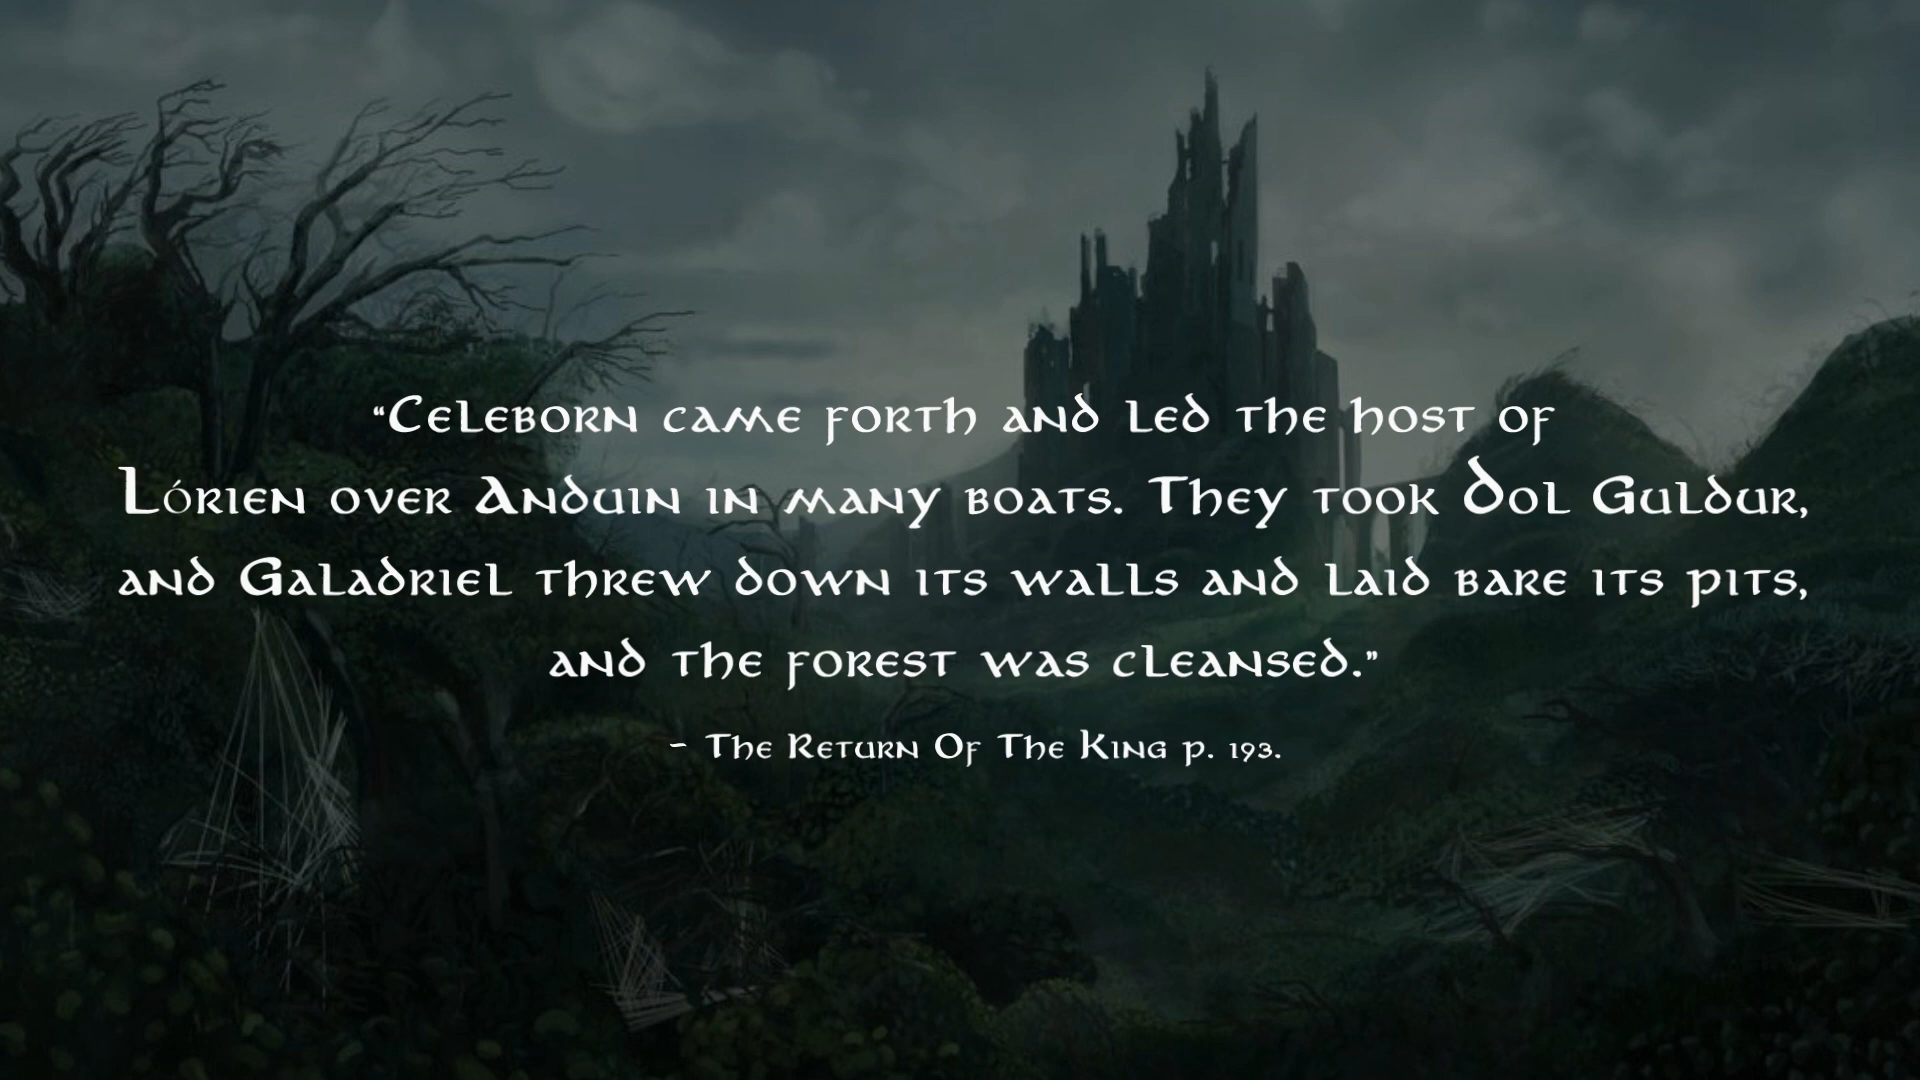 “Celeborn came forth and led the host of
Lórien over Anduin in many boats. They took Dol Guldur,
and Galadriel threw down its walls and laid bare its pits,
and the forest was cleansed.”
- The Return Of The King p. 193.